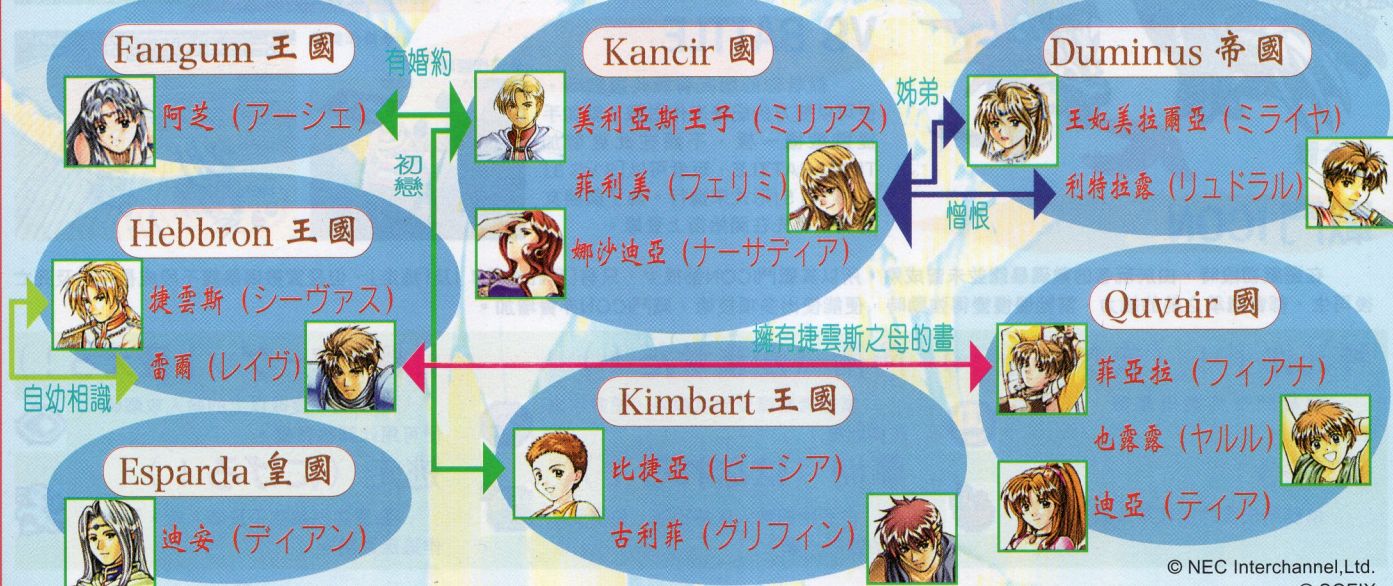 Fangum 王國
阿芝 (アーシェ)
有婚約
初戀
Kancir 國
美利亞斯王子 (ミリアス)
菲利美 (フェリミ)
娜沙迪亞 (ナーサディア)
姊弟
憎恨
Duminus 帝國
王妃美拉爾亞 (ミライヤ)
利特拉露 (リュドラル)
Hebbron 王國
捷雲斯 (シーヴァス)
雷爾 (レイヴ)
自幼相識
擁有捷雲斯之母的畫
Quvair 國
菲亞拉 (フィアナ)
也露露 (ヤルル)
迪亞 (ティア)
Esparda 皇國
迪安 (ディアン)
Kimbart 王國
比捷亞 (ビーシア)
古利菲 (グリフィン)
© NEC Interchannel,Ltd.